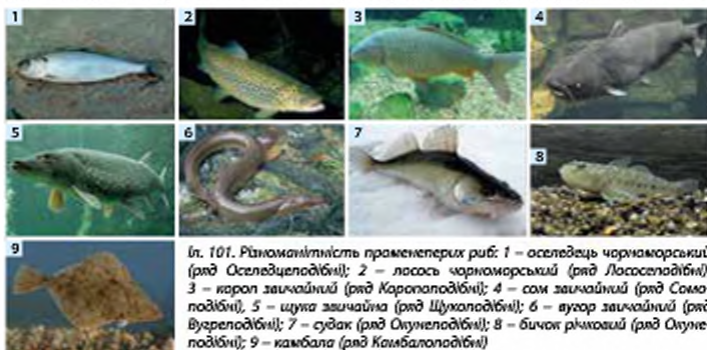 1
2
3
4
5
6
7
8
9
Іл. 101. Різноманітність променеперих риб: 1 – оселедець чорноморський
(ряд Оселедцеподібні); 2 – лосось чорноморський (ряд Лососеподібні)
3 – короп звичайний (ряд Коропоподібні); 4 – сом звичайний (ряд Сомо-
подібні), 5 – щука звичайна (ряд Щукоподібні); 6 – вугор звичайний (ряд
Вугреподібні); 7 – судак (ряд Окунеподібні); 8 – бичок річковий (ряд Окуне-
подібні); 9 – камбала (ряд Камбалоподібні)